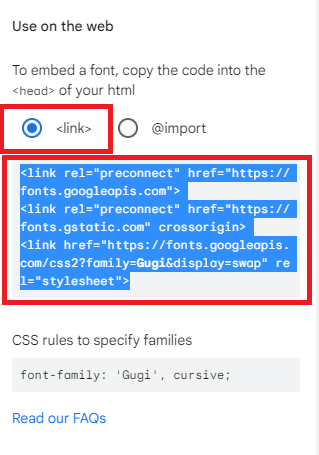 Use on the web
To embed a font, copy the code into the
<head> of your html
<link>
@import
<link rel="preconnect" href="https://
fonts.googleapis.com">
<link rel="preconnect" href="https://
fonts.gstatic.com" crossorigin>
<link href="https://fonts.googleapis.
com/css2?family=Gugi&display=swap" re
l="stylesheet">
CSS rules to specify families
font-family: 'Gugi', cursive;
Read our FAQs